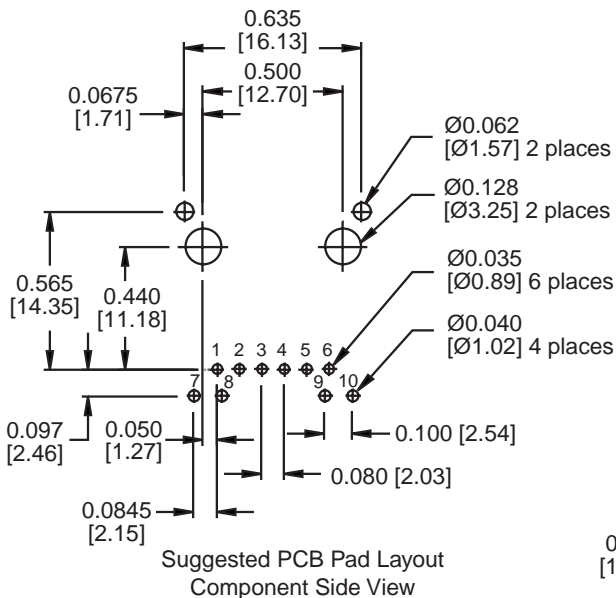 0.635
[16.13]
0.500
[12.70]
0.0675
[1.71]
Ø0.062
[Ø1.57] 2 places
Ø0.128
[Ø3.25] 2 places
Ø0.035
[Ø0.89] 6 places
Ø0.040
[Ø1.02] 4 places
0.565
[14.35]
0.440
[11.18]
1 2 3 4 5 6
7 8 9 10
0.097
[2.46]
0.050
[1.27]
0.100 [2.54]
0.080 [2.03]
0.0845
[2.15]
Suggested PCB Pad Layout
Component Side View
0
[1